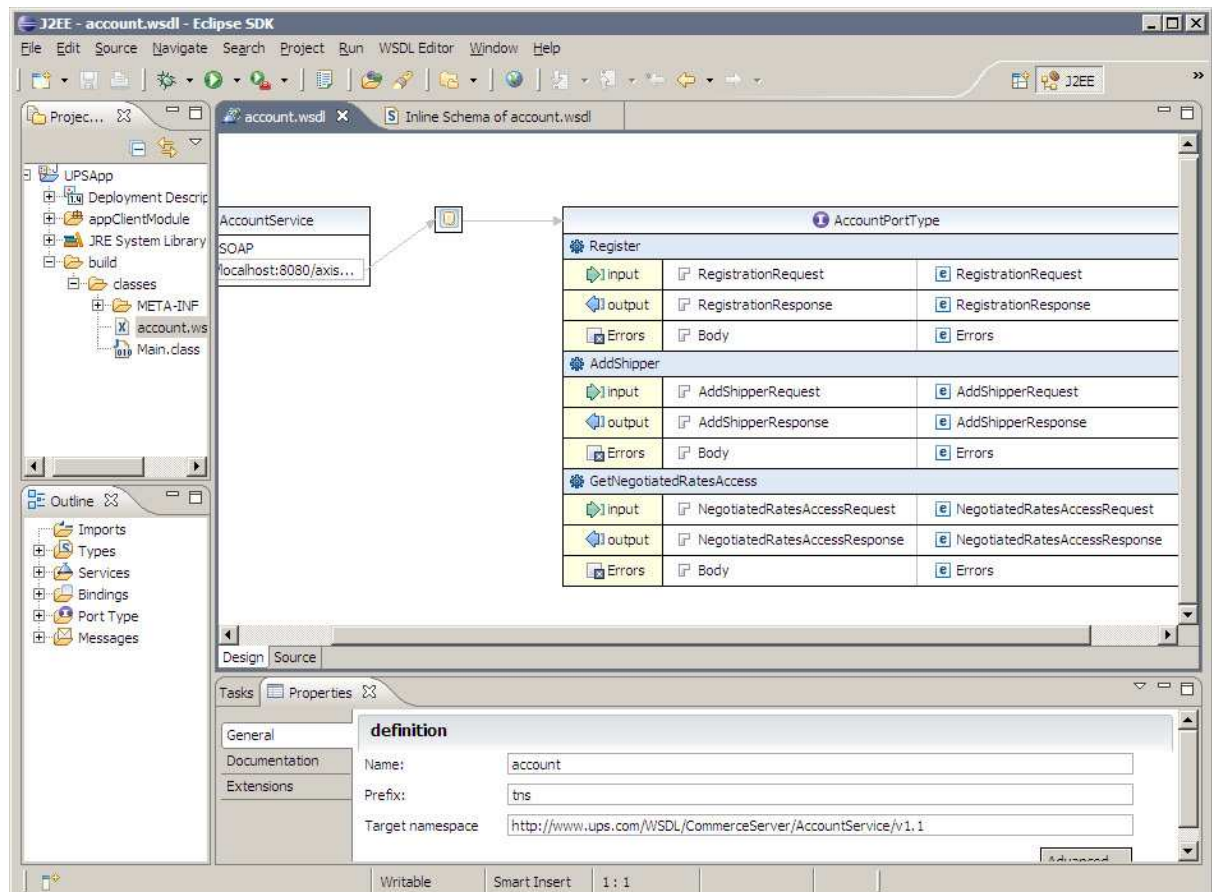 J2EE - account.wsdl - Eclipse SDK
File Edit Source Navigate Search Project Run WSDL Editor Window Help
J2EE
Projec...
account.wsdl
Inline Schema of account.wsdl
UPSApp
Deployment Descrip
appClientModule
JRE System Library
build
classes
META-INF
account.ws
Main.class
AccountService
SOAP
localhost:8080/axis...
AccountPortType
Register
input RegistrationRequest RegistrationRequest
output RegistrationResponse RegistrationResponse
Errors Body Errors
AddShipper
input AddShipperRequest AddShipperRequest
output AddShipperResponse AddShipperResponse
Errors Body Errors
GetNegotiatedRatesAccess
input NegotiatedRatesAccessRequest NegotiatedRatesAccessRequest
output NegotiatedRatesAccessResponse NegotiatedRatesAccessResponse
Errors Body Errors
Design Source
Outline
Imports
Types
Services
Bindings
Port Type
Messages
Tasks Properties
General
Documentation
Extensions
definition
Name: account
Prefix: tns
Target namespace http://www.ups.com/WSDL/CommerceServer/AccountService/v1.1
Advanced...
Writable Smart Insert 1 : 1